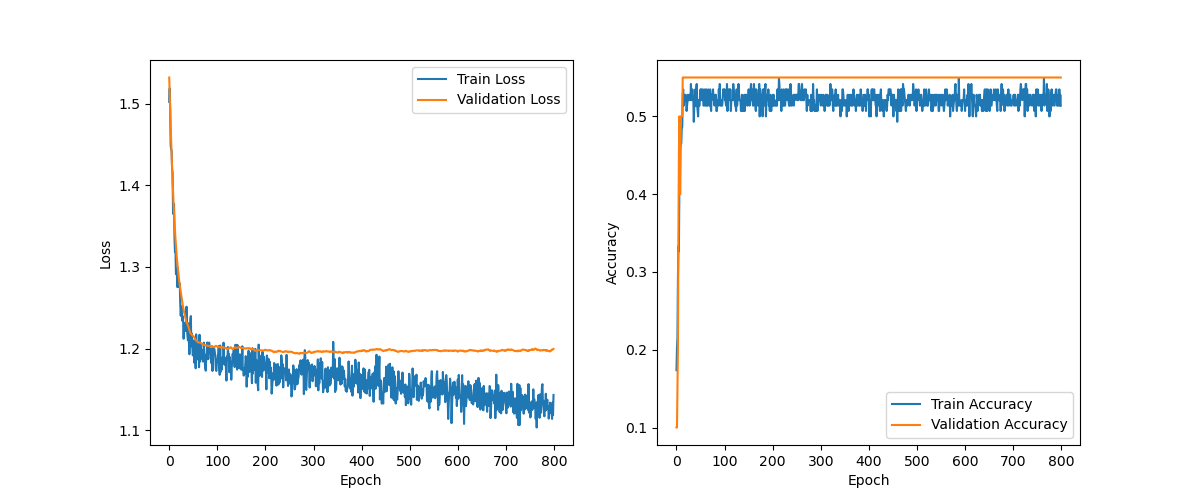 Train Loss
Validation Loss
1.5
1.4
1.3
1.2
1.1
Loss
0 100 200 300 400 500 600 700 800
Epoch
0.5
0.4
0.3
0.2
0.1
Accuracy
Train Accuracy
Validation Accuracy
0 100 200 300 400 500 600 700 800
Epoch